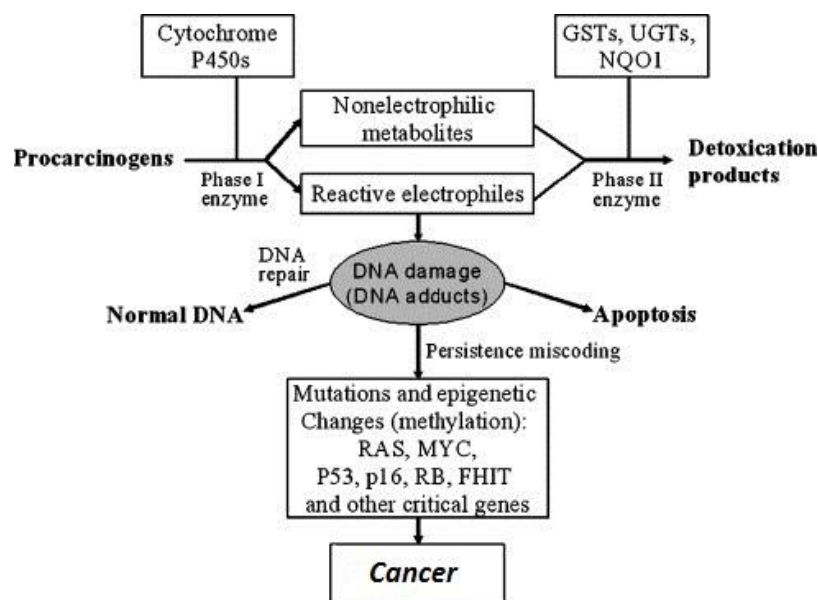 Cytochrome
P450s
GSTs, UGTs,
NQO1
Nonelectrophilic
metabolites
Procarcinogens
Phase I
enzyme
Reactive electrophiles
Phase II
enzyme
Detoxication
products
DNA
repair
DNA damage
(DNA adducts)
Normal DNA
Apoptosis
Persistence miscoding
Mutations and epigenetic
Changes (methylation):
RAS, MYC,
P53, p16, RB, FHIT
and other critical genes
Cancer